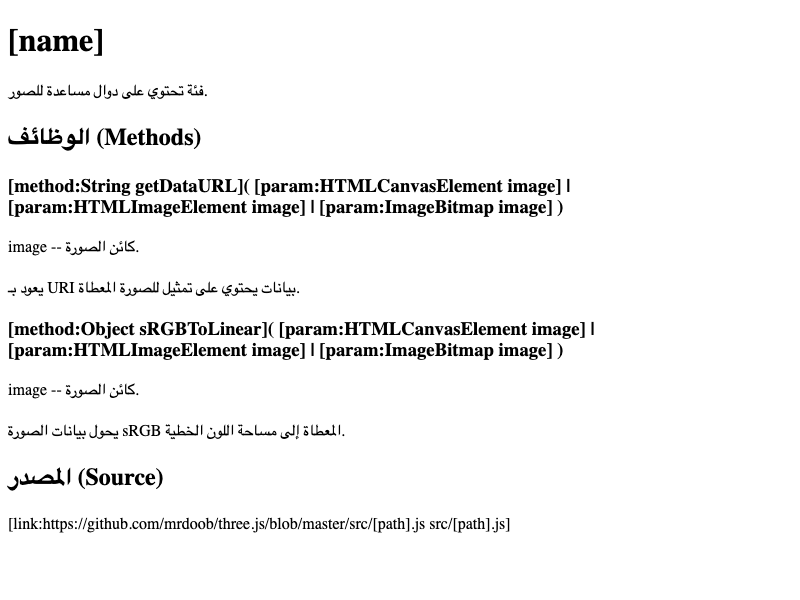 [name]
فئة تحتوي على دوال مساعدة للصور.
الوظائف (Methods)
[method:String getDataURL]( [param:HTMLCanvasElement image] |
[param:HTMLImageElement image] | [param:ImageBitmap image] )
image -- كائن الصورة.
يعود بـ URI بيانات يحتوي على تمثيل للصورة المعطاة.
[method:Object sRGBToLinear]( [param:HTMLCanvasElement image] |
[param:HTMLImageElement image] | [param:ImageBitmap image] )
image -- كائن الصورة.
يحول بيانات الصورة sRGB المعطاة إلى مساحة اللون الخطية.
المصدر (Source)
[link:https://github.com/mrdoob/three.js/blob/master/src/[path].js src/[path].js]